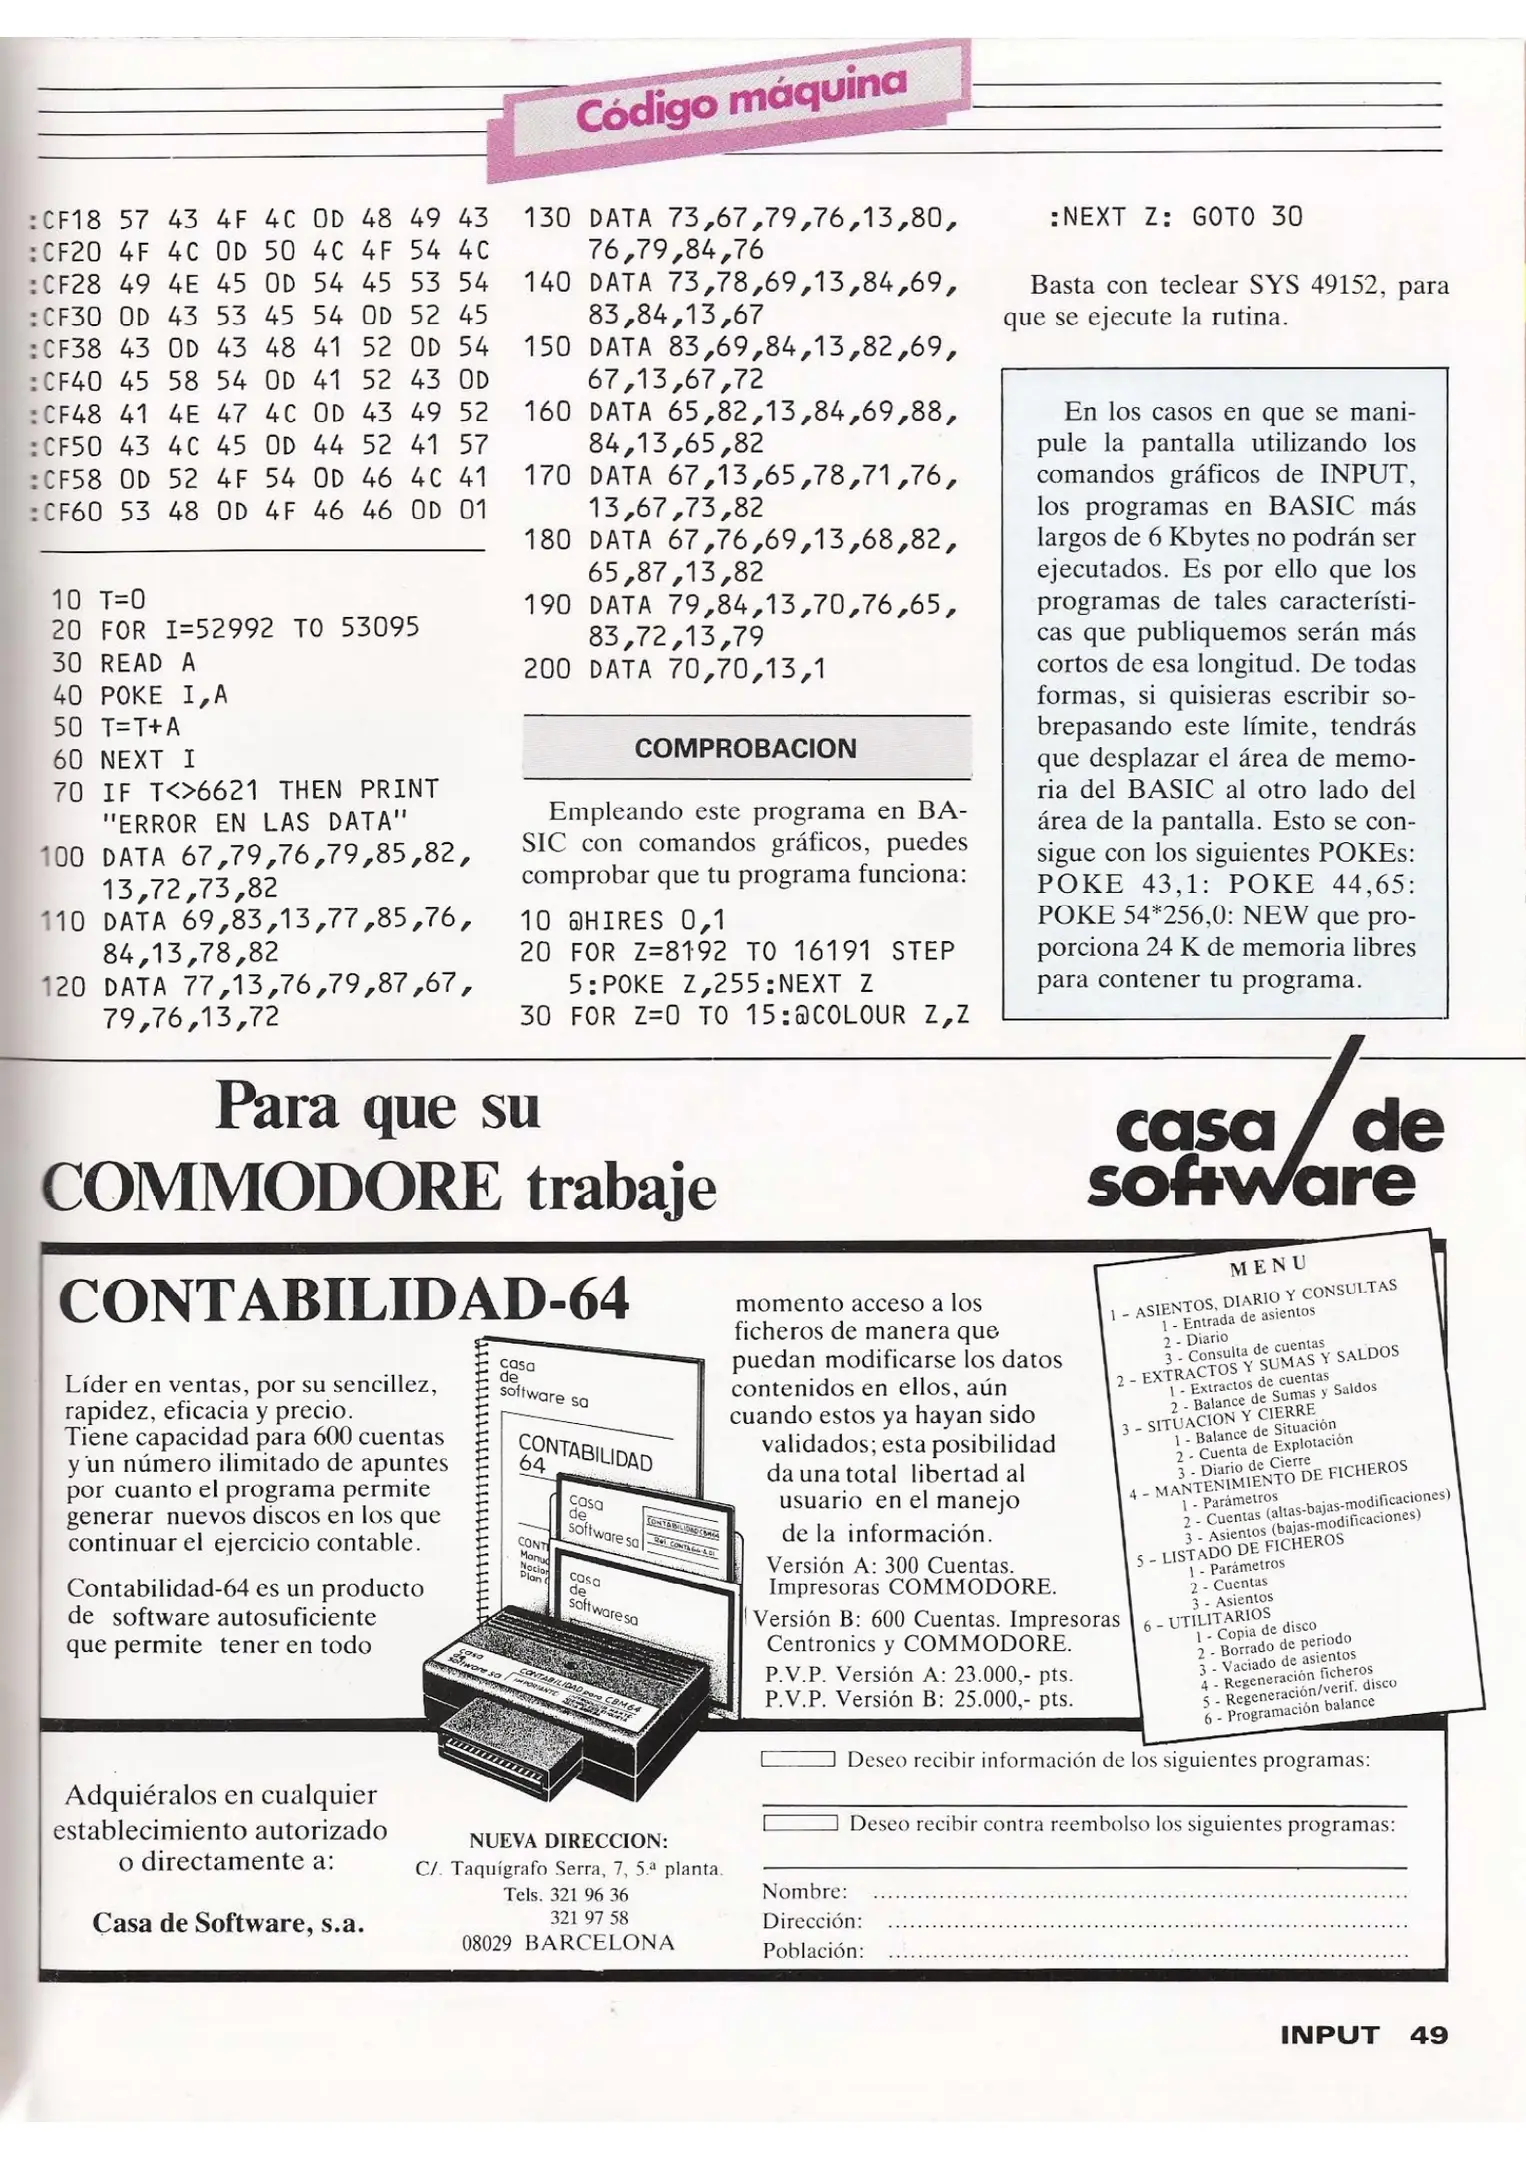 Código máquina
:CF18 57 43 4F 4C 0D 48 49 43
:CF20 4F 4C 0D 50 4C 4F 54 4C
:CF28 49 4E 45 0D 54 45 53 54
:CF30 0D 43 53 45 54 0D 52 45
:CF38 43 0D 43 48 41 52 0D 54
:CF40 45 58 54 0D 41 52 43 0D
:CF48 41 4E 47 4C 0D 43 49 52
:CF50 43 4C 45 0D 44 52 41 57
:CF58 0D 52 4F 54 0D 46 4C 41
:CF60 53 48 0D 4F 46 46 0D 01
10 T=0
20 FOR I=52992 TO 53095
30 READ A
40 POKE I,A
50 T=T+A
60 NEXT I
70 IF T<>6621 THEN PRINT
"ERROR EN LAS DATA"
100 DATA 67,79,76,79,85,82,
13,72,73,82
110 DATA 69,83,13,77,85,76,
84,13,78,82
120 DATA 77,13,76,79,87,67,
79,76,13,72
130 DATA 73,67,79,76,13,80,
76,79,84,76
140 DATA 73,78,69,13,84,69,
83,84,13,67
150 DATA 83,69,84,13,82,69,
67,13,67,72
160 DATA 65,82,13,84,69,88,
84,13,65,82
170 DATA 67,13,65,78,71,76,
13,67,73,82
180 DATA 67,76,69,13,68,82,
65,87,13,82
190 DATA 79,84,13,70,76,65,
83,72,13,79
200 DATA 70,70,13,1
COMPROBACION
Empleando este programa en BA-
SIC con comandos gráficos, puedes
comprobar que tu programa funciona:
10 @HIRES 0,1
20 FOR Z=8192 TO 16191 STEP
5:POKE Z,255:NEXT Z
30 FOR Z=0 TO 15:@COLOUR Z,Z
:NEXT Z: GOTO 30
Basta con teclear SYS 49152, para
que se ejecute la rutina.
En los casos en que se mani-
pule la pantalla utilizando los
comandos gráficos de INPUT,
los programas en BASIC más
largos de 6 Kbytes no podrán ser
ejecutados. Es por ello que los
programas de tales característi-
cas que publiquemos serán más
cortos de esa longitud. De todas
formas, si quisieras escribir so-
brepasando este límite, tendrás
que desplazar el área de memo-
ria del BASIC al otro lado del
área de la pantalla. Esto se con-
sigue con los siguientes POKEs:
POKE 43,1: POKE 44,65:
POKE 54*256,0: NEW que pro-
porciona 24 K de memoria libres
para contener tu programa.
Para que su
COMMODORE trabaje
casa de
software
CONTABILIDAD-64
Líder en ventas, por su sencillez,
rapidez, eficacia y precio.
Tiene capacidad para 600 cuentas
y un número ilimitado de apuntes
por cuanto el programa permite
generar nuevos discos en los que
continuar el ejercicio contable.
Contabilidad-64 es un producto
de software autosuficiente
que permite tener en todo
casa
de
software sa
CONTABILIDAD
64
casa
de
software sa
casa
de
software sa
casa
de
software sa
CONTABILIDAD para CBM64
momento acceso a los
ficheros de manera que
puedan modificarse los datos
contenidos en ellos, aún
cuando estos ya hayan sido
validados; esta posibilidad
da una total libertad al
usuario en el manejo
de la información.
Versión A: 300 Cuentas.
Impresoras COMMODORE.
Versión B: 600 Cuentas. Impresoras
Centronics y COMMODORE.
P.V.P. Versión A: 23.000,- pts.
P.V.P. Versión B: 25.000,- pts.
MENU
1 - ASIENTOS, DIARIO Y CONSULTAS
1 - Entrada de asientos
2 - Diario
3 - Consulta de cuentas
2 - EXTRACTOS Y SUMAS Y SALDOS
1 - Extractos de cuentas
2 - Balance de Sumas y Saldos
3 - SITUACION Y CIERRE
1 - Balance de Situación
2 - Cuenta de Explotación
3 - Diario de Cierre
4 - MANTENIMIENTO DE FICHEROS
1 - Parámetros
2 - Cuentas (altas-bajas-modificaciones)
3 - Asientos (bajas-modificaciones)
5 - LISTADO DE FICHEROS
1 - Parámetros
2 - Cuentas
3 - Asientos
6 - UTILITARIOS
1 - Copia de disco
2 - Borrado de periodo
3 - Vaciado de asientos
4 - Regeneración ficheros
5 - Regeneración/verif. disco
6 - Programación balance
Adquiéralos en cualquier
establecimiento autorizado
o directamente a:
Casa de Software, s.a.
NUEVA DIRECCION:
C/. Taquígrafo Serra, 7, 5.ª planta.
Tels. 321 96 36
321 97 58
08029 BARCELONA
Deseo recibir información de los siguientes programas:
Deseo recibir contra reembolso los siguientes programas:
Nombre:
Dirección:
Población:
INPUT 49